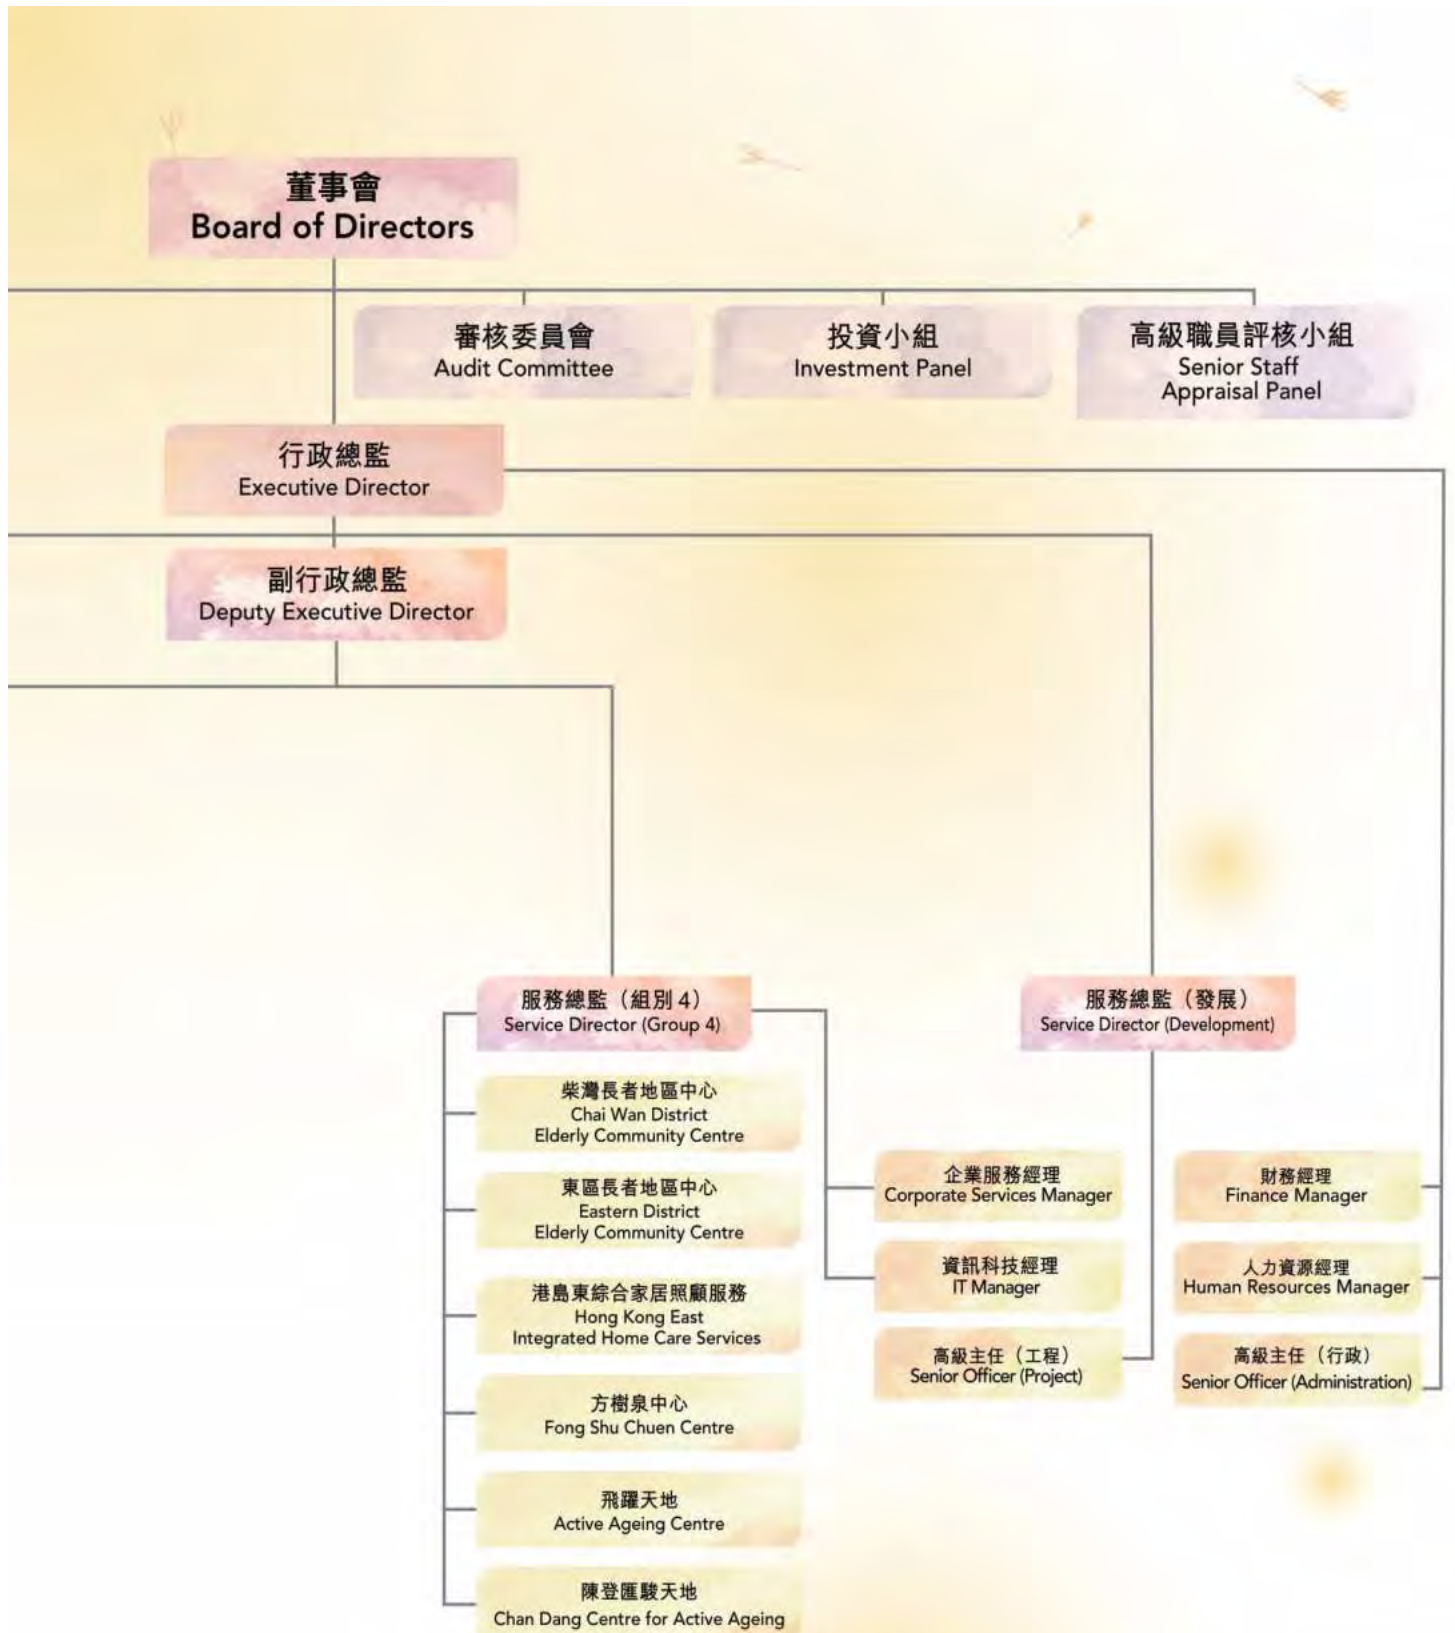 董事會
Board of Directors
審核委員會
Audit Committee
投資小組
Investment Panel
高級職員評核小組
Senior Staff
Appraisal Panel
行政總監
Executive Director
副行政總監
Deputy Executive Director
服務總監（組別 4）
Service Director (Group 4)
服務總監（發展）
Service Director (Development)
柴灣長者地區中心
Chai Wan District
Elderly Community Centre
東區長者地區中心
Eastern District
Elderly Community Centre
港島東綜合家居照顧服務
Hong Kong East
Integrated Home Care Services
方樹泉中心
Fong Shu Chuen Centre
飛躍天地
Active Ageing Centre
陳登匯駿天地
Chan Dang Centre for Active Ageing
企業服務經理
Corporate Services Manager
資訊科技經理
IT Manager
高級主任（工程）
Senior Officer (Project)
財務經理
Finance Manager
人力資源經理
Human Resources Manager
高級主任（行政）
Senior Officer (Administration)